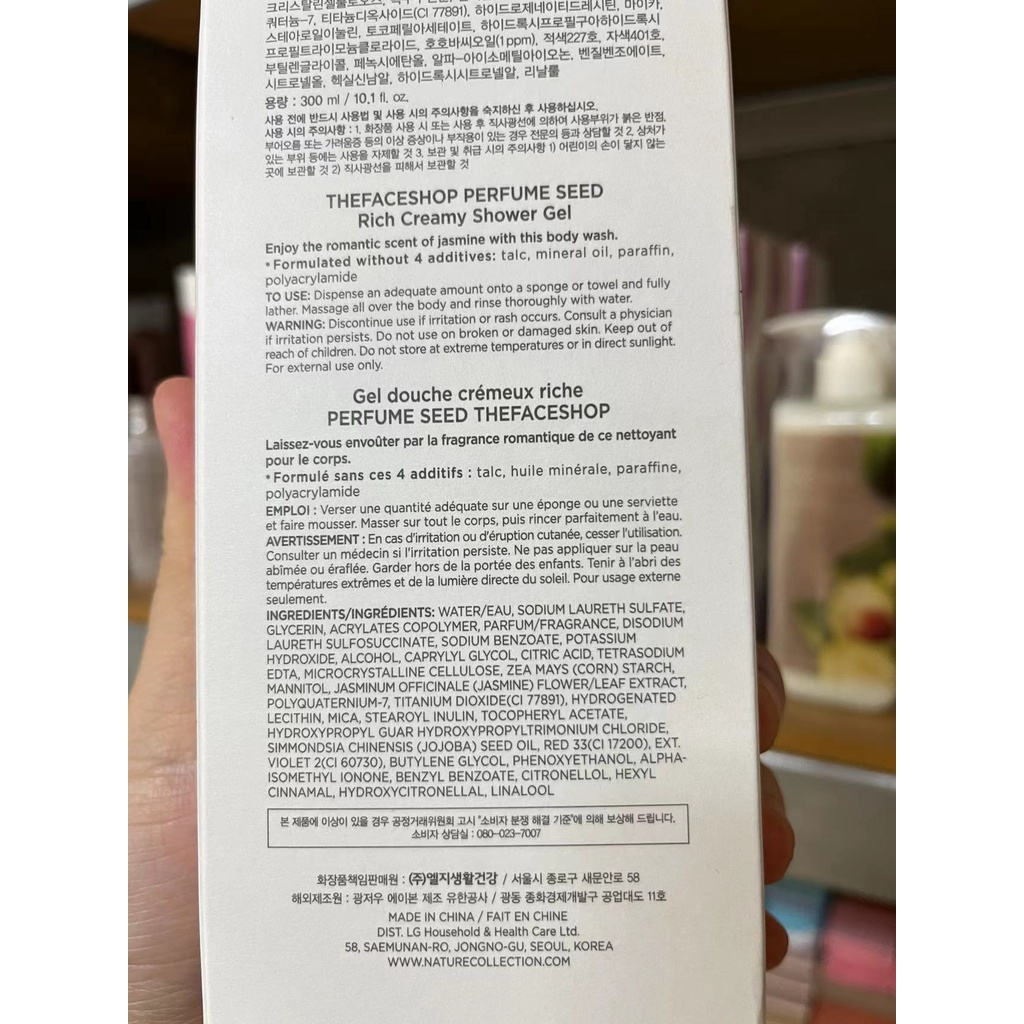 크리스탈린셀룰로오스,
쿼터늄-7, 티타늄디옥사이드(CI 77891), 하이드로제네이티드레시틴, 마이카,
스테아로일이눌린, 토코페릴아세테이트, 하이드록시프로필구아하이드록시
프로필트라이모늄클로라이드, 호호바씨오일(1ppm), 적색227호, 자색401호,
부틸렌글라이콜, 페녹시에탄올, 알파-아이소메틸아이오논, 벤질벤조에이트,
시트로넬올, 헥실신남알, 하이드록시시트로넬알, 리날룰
용량 : 300 ml / 10.1 fl. oz.
사용 전에 반드시 사용법 및 사용 시의 주의사항을 숙지하신 후 사용하십시오.
사용 시의 주의사항 : 1. 화장품 사용 시 또는 사용 후 직사광선에 의하여 사용부위가 붉은 반점,
부어오름 또는 가려움증 등의 이상 증상이나 부작용이 있는 경우 전문의 등과 상담할 것 2. 상처가
있는 부위 등에는 사용을 자제할 것 3. 보관 및 취급 시의 주의사항 1) 어린이의 손이 닿지 않는
곳에 보관할 것 2) 직사광선을 피해서 보관할 것
THEFACESHOP PERFUME SEED
Rich Creamy Shower Gel
Enjoy the romantic scent of jasmine with this body wash.
* Formulated without 4 additives: talc, mineral oil, paraffin,
polyacrylamide
TO USE: Dispense an adequate amount onto a sponge or towel and fully
lather. Massage all over the body and rinse thoroughly with water.
WARNING: Discontinue use if irritation or rash occurs. Consult a physician
if irritation persists. Do not use on broken or damaged skin. Keep out of
reach of children. Do not store at extreme temperatures or in direct sunlight.
For external use only.
Gel douche crémeux riche
PERFUME SEED THEFACESHOP
Laissez-vous envoûter par la fragrance romantique de ce nettoyant
pour le corps.
* Formulé sans ces 4 additifs : talc, huile minérale, paraffine,
polyacrylamide
EMPLOI : Verser une quantité adéquate sur une éponge ou une serviette
et faire mousser. Masser sur tout le corps, puis rincer parfaitement à l'eau.
AVERTISSEMENT : En cas d'irritation ou d'éruption cutanée, cesser l'utilisation.
Consulter un médecin si l'irritation persiste. Ne pas appliquer sur la peau
abîmée ou éraflée. Garder hors de la portée des enfants. Tenir à l'abri des
températures extrêmes et de la lumière directe du soleil. Pour usage externe
seulement.
INGREDIENTS/INGRÉDIENTS: WATER/EAU, SODIUM LAURETH SULFATE,
GLYCERIN, ACRYLATES COPOLYMER, PARFUM/FRAGRANCE, DISODIUM
LAURETH SULFOSUCCINATE, SODIUM BENZOATE, POTASSIUM
HYDROXIDE, ALCOHOL, CAPRYLYL GLYCOL, CITRIC ACID, TETRASODIUM
EDTA, MICROCRYSTALLINE CELLULOSE, ZEA MAYS (CORN) STARCH,
MANNITOL, JASMINUM OFFICINALE (JASMINE) FLOWER/LEAF EXTRACT,
POLYQUATERNIUM-7, TITANIUM DIOXIDE(CI 77891), HYDROGENATED
LECITHIN, MICA, STEAROYL INULIN, TOCOPHERYL ACETATE,
HYDROXYPROPYL GUAR HYDROXYPROPYLTRIMONIUM CHLORIDE,
SIMMONDSIA CHINENSIS (JOJOBA) SEED OIL, RED 33(CI 17200), EXT.
VIOLET 2(CI 60730), BUTYLENE GLYCOL, PHENOXYETHANOL, ALPHA-
ISOMETHYL IONONE, BENZYL BENZOATE, CITRONELLOL, HEXYL
CINNAMAL, HYDROXYCITRONELLAL, LINALOOL
본 제품에 이상이 있을 경우 공정거래위원회 고시 "소비자 분쟁 해결 기준"에 의해 보상해 드립니다.
소비자 상담실 : 080-023-7007
화장품책임판매원 : (주)엘지생활건강 / 서울시 종로구 새문안로 58
해외제조원 : 광저우 에이본 제조 유한공사 / 광동 종화경제개발구 공업대도 11호
MADE IN CHINA / FAIT EN CHINE
DIST. LG Household & Health Care Ltd.
58, SAEMUNAN-RO, JONGNO-GU, SEOUL, KOREA
WWW.NATURECOLLECTION.COM